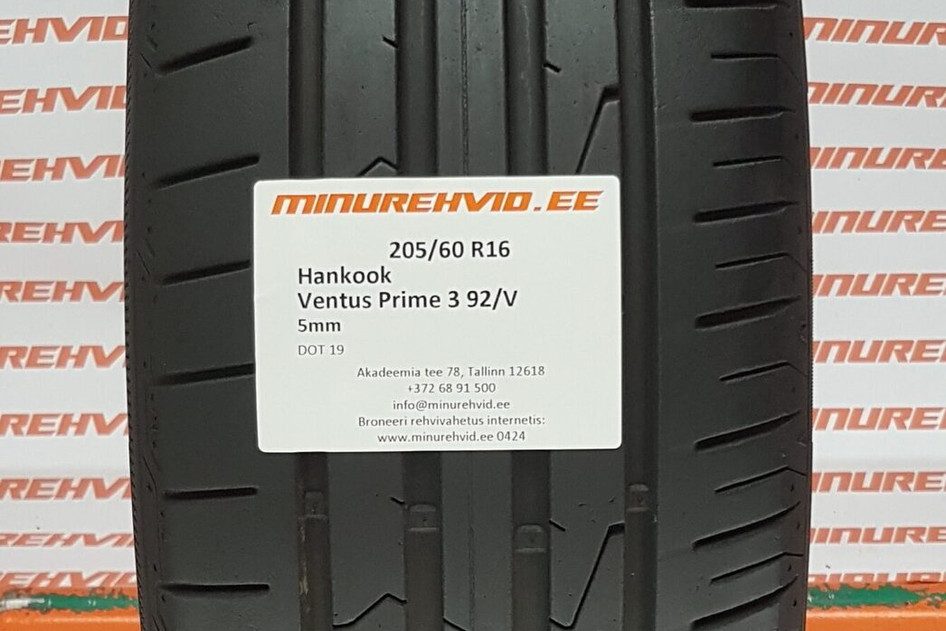 MINUREHVID.EE
205/60 R16
Hankook
Ventus Prime 3 92/V
5mm
DOT 19
Akadeemia tee 78, Tallinn 12618
+372 68 91 500
info@minurehvid.ee
Broneeri rehvivahetus internetis:
www.minurehvid.ee 0424